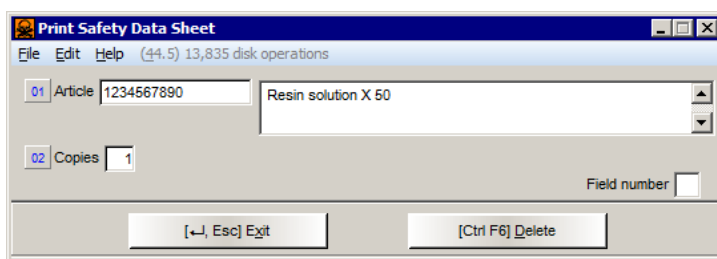 Print Safety Data Sheet
File Edit Help (44.5) 13,835 disk operations
01 Article 1234567890 Resin solution X 50
02 Copies 1
Field number
[↵, Esc] Exit [Ctrl F6] Delete